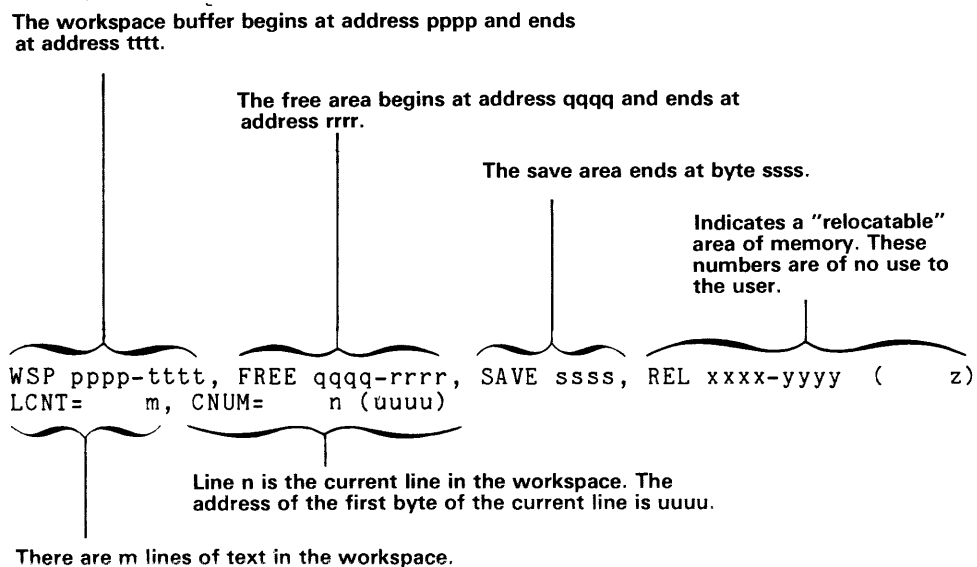 The workspace buffer begins at address pppp and ends
at address tttt.
The free area begins at address qqqq and ends at
address rrrr.
The save area ends at byte ssss.
Indicates a "relocatable"
area of memory. These
numbers are of no use to
the user.
WSP pppp-tttt, FREE qqqq-rrrr, SAVE ssss, REL xxxx-yyyy ( z)
LCNT= m, CNUM= n (uuuu)
Line n is the current line in the workspace. The
address of the first byte of the current line is uuuu.
There are m lines of text in the workspace.